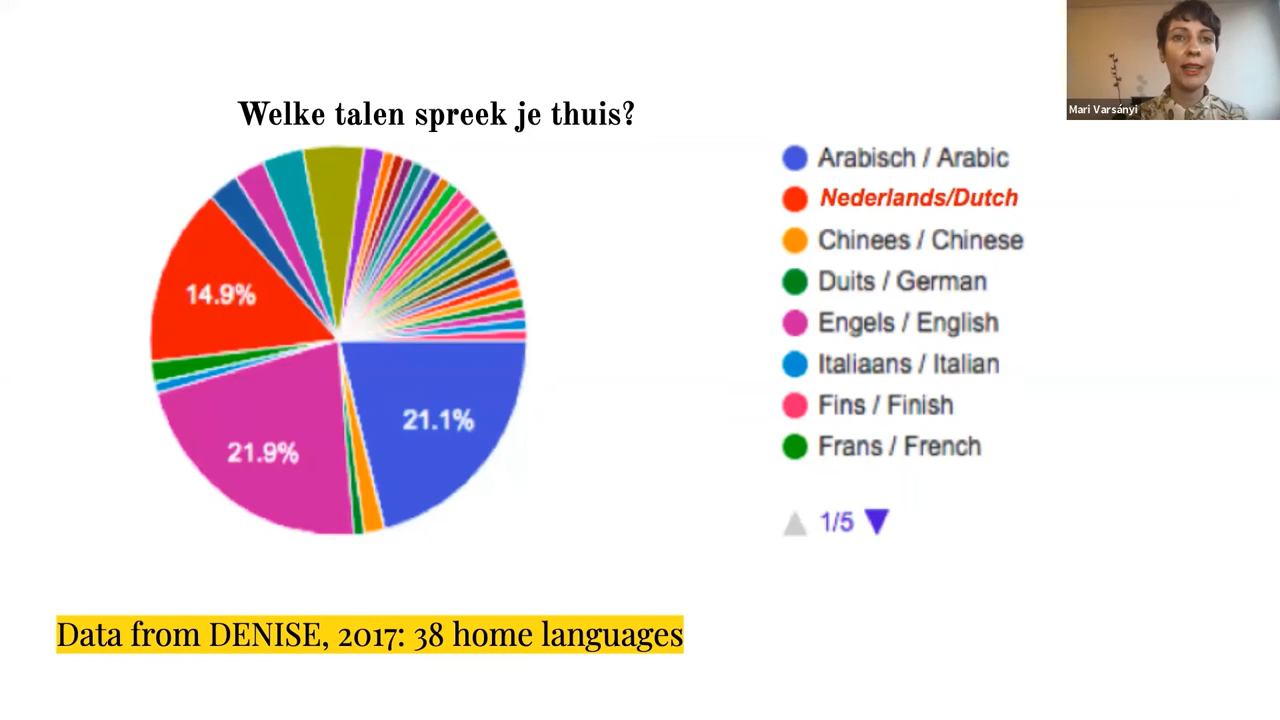 Mari Varsányi
Welke talen spreek je thuis?
14.9%
21.9%
21.1%
Arabisch / Arabic
Nederlands/Dutch
Chinees / Chinese
Duits / German
Engels / English
Italiaans / Italian
Fins / Finish
Frans / French
1/5
Data from DENISE, 2017: 38 home languages